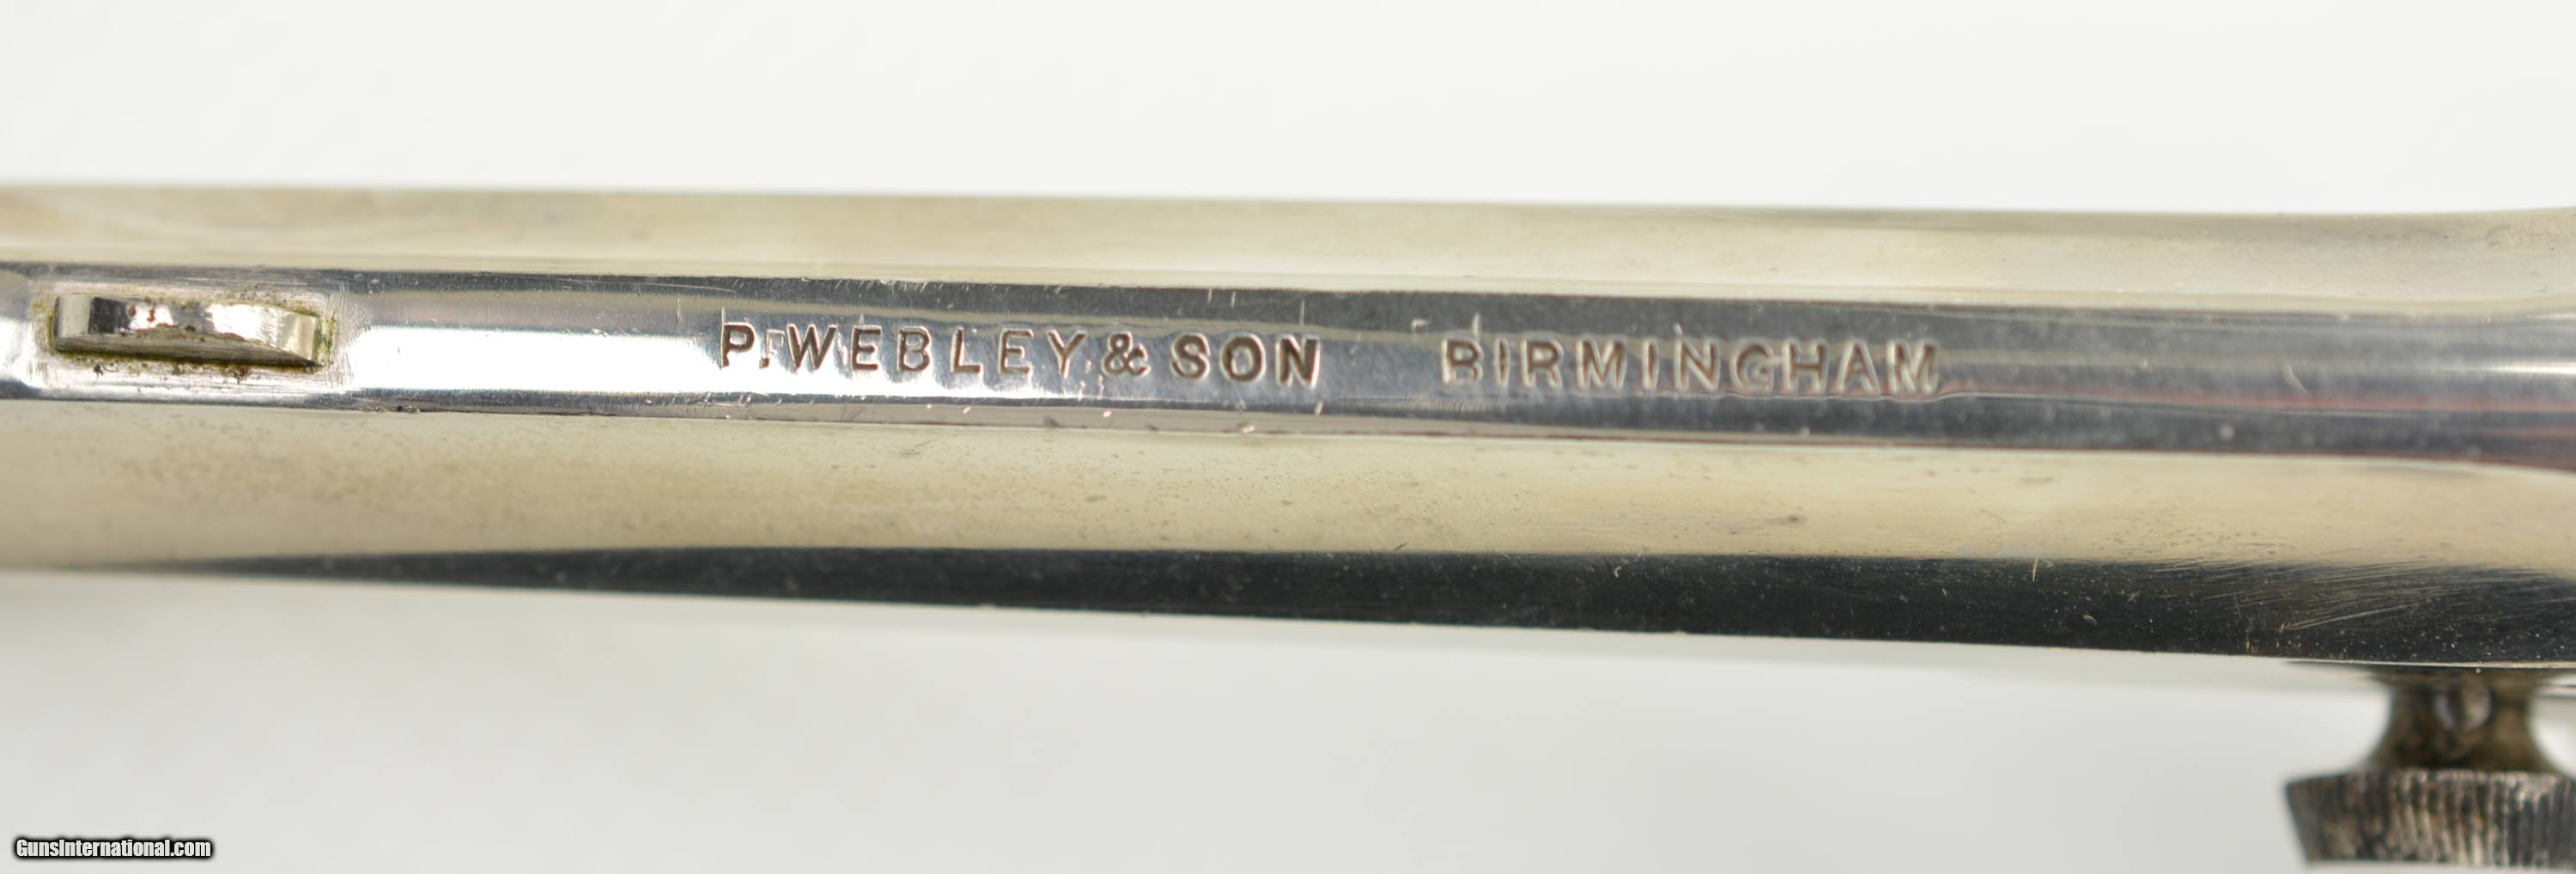 P. WEBLEY & SON BIRMINGHAM
GunsInternational.com